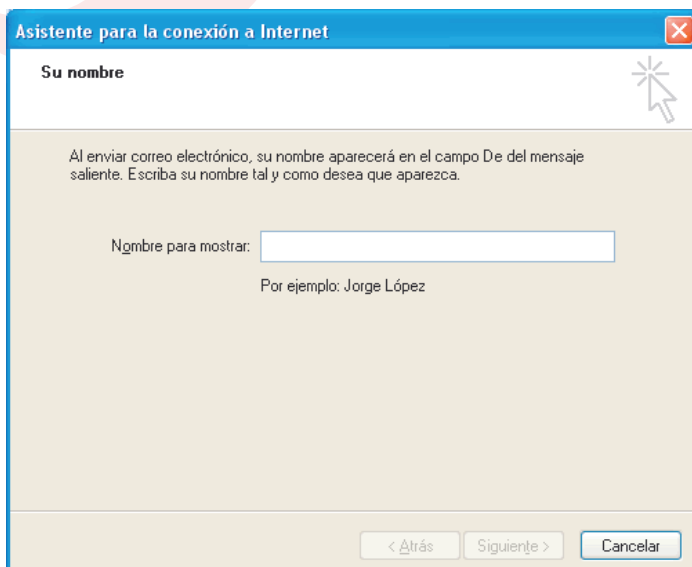 Asistente para la conexión a Internet
Su nombre
Al enviar correo electrónico, su nombre aparecerá en el campo De del mensaje
saliente. Escriba su nombre tal y como desea que aparezca.
Nombre para mostrar:
Por ejemplo: Jorge López
< Atrás Siguiente > Cancelar